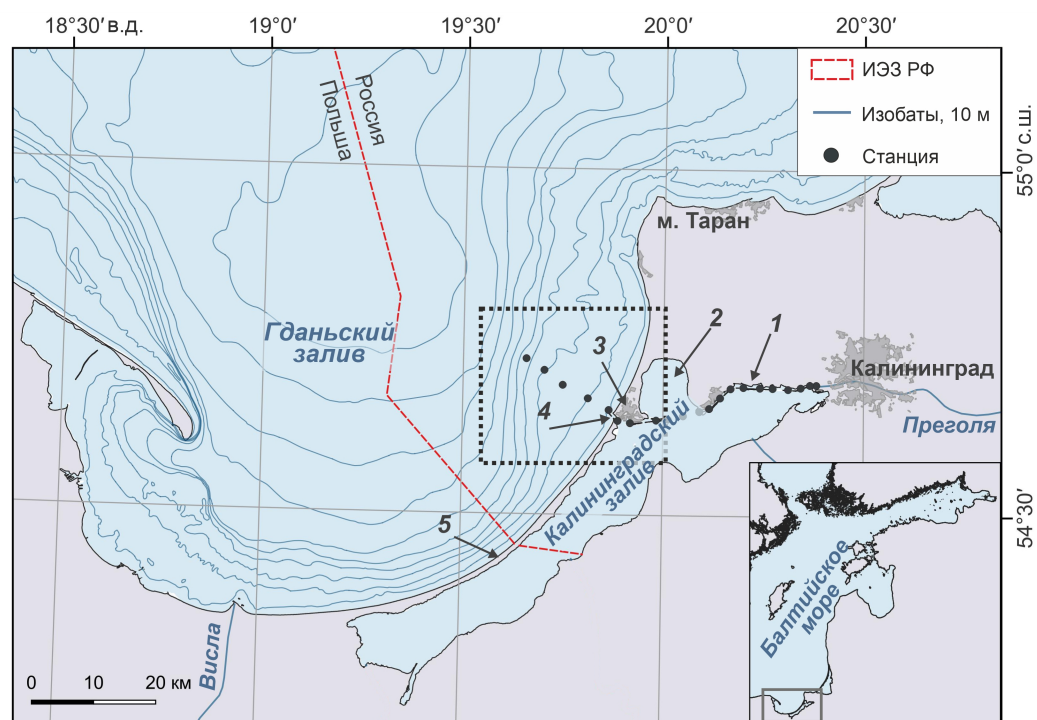 18°30' в.д.
19°0'
19°30'
20°0'
20°30'
ИЭЗ РФ
Изобаты, 10 м
Станция
55°0' с.ш.
Россия
Польша
м. Таран
Гданьский
залив
1
2
3
4
5
Калининград
Преголя
Калининградский
залив
54°30'
Балтийское
море
Висла
0 10 20 км